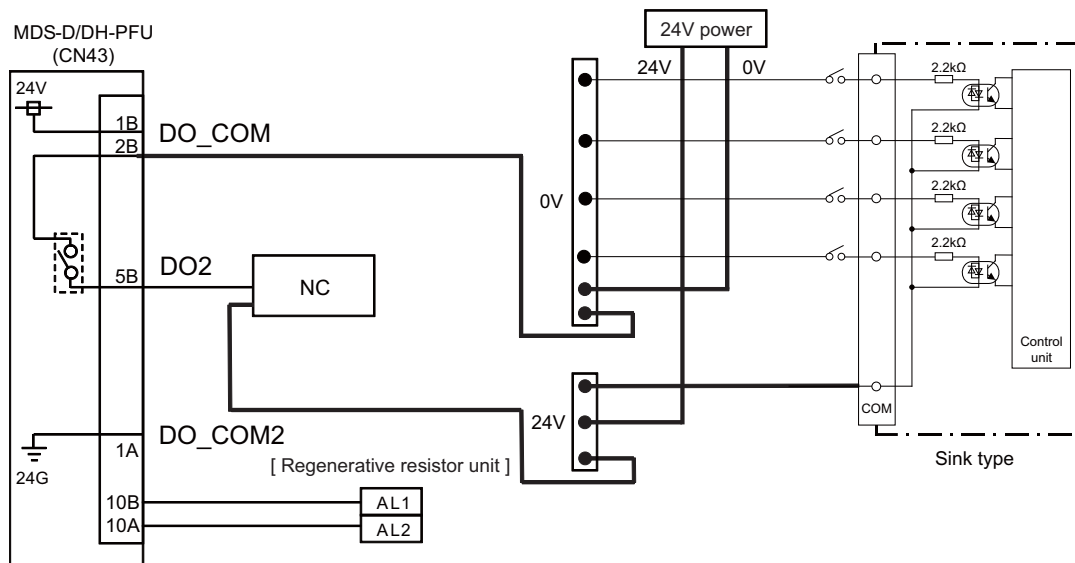 MDS-D/DH-PFU
(CN43)
24V
1B
DO_COM
2B
DO2
5B
NC
DO_COM2
1A
24G
[ Regenerative resistor unit ]
10B
AL1
10A
AL2
24V power
24V
0V
0V
24V
2.2kΩ
2.2kΩ
2.2kΩ
2.2kΩ
Control
unit
COM
Sink type